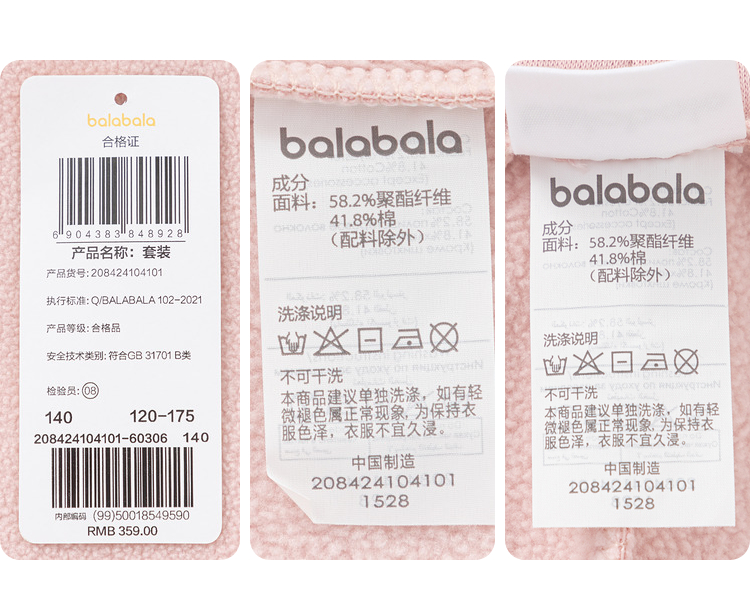 balabala
合格证
6 904383 848928
产品名称：套装
产品货号: 208424104101
执行标准: Q/BALABALA 102-2021
产品等级: 合格品
安全技术类别: 符合GB 31701 B类
检验员: 08
140 120-175
208424104101-60306 140
内部编码 (99)50018549590
RMB 359.00
balabala
成分
面料：58.2%聚酯纤维
41.8%棉
（配料除外）
洗涤说明
不可干洗
本商品建议单独洗涤，如有轻
微褪色属正常现象, 为保持衣
服色泽，衣服不宜久浸。
中国制造
208424104101
1528
balabala
成分
面料：58.2%聚酯纤维
41.8%棉
（配料除外）
洗涤说明
不可干洗
本商品建议单独洗涤，如有轻
微褪色属正常现象, 为保持衣
服色泽，衣服不宜久浸。
中国制造
208424104101
1528